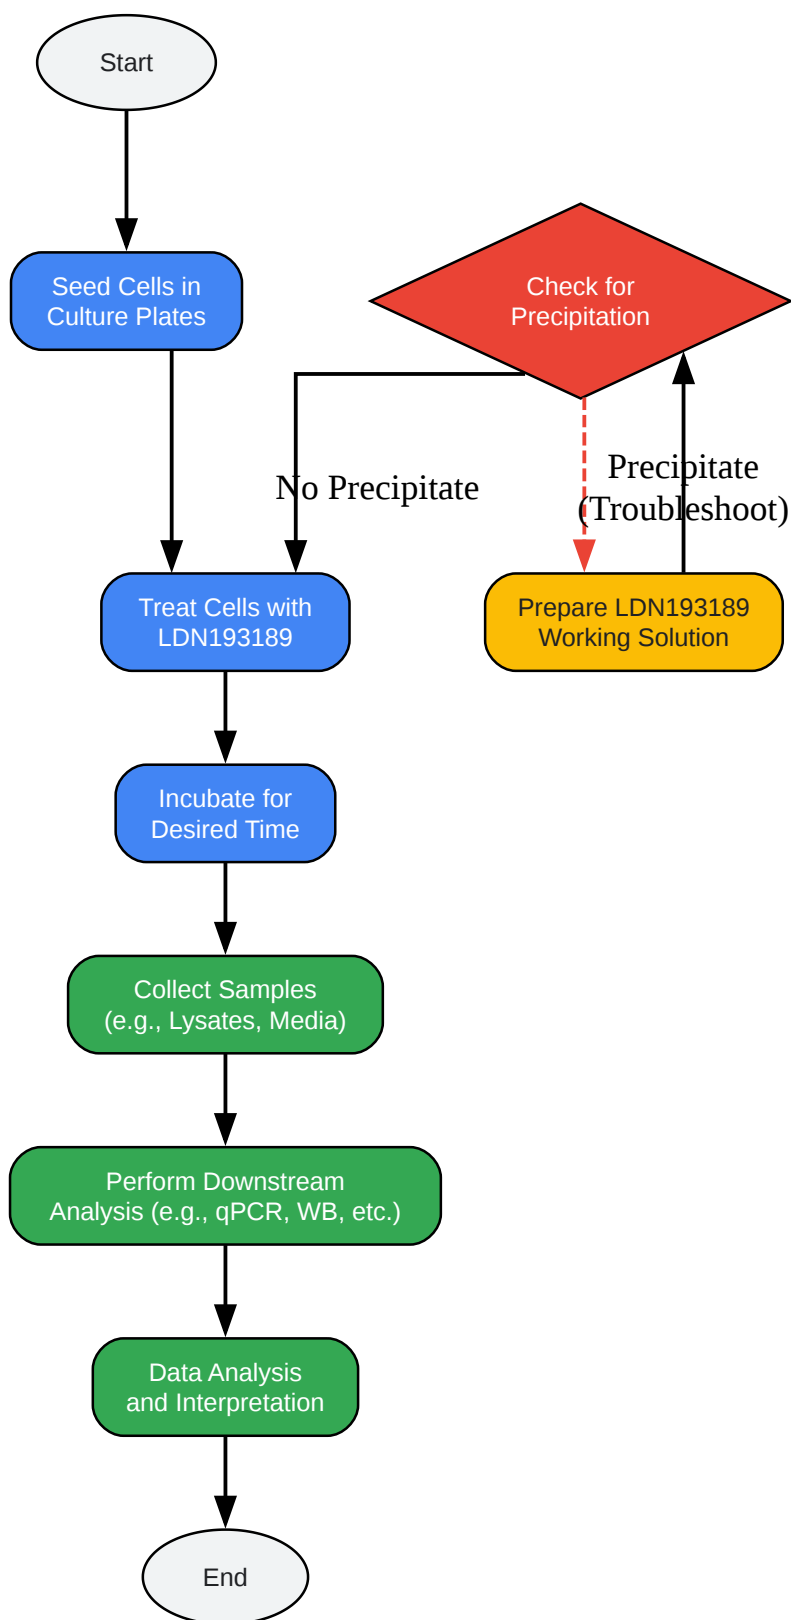 Start
Seed Cells in
Culture Plates
Check for
Precipitation
No Precipitate
Precipitate
(Troubleshoot)
Treat Cells with
LDN193189
Prepare LDN193189
Working Solution
Incubate for
Desired Time
Collect Samples
(e.g., Lysates, Media)
Perform Downstream
Analysis (e.g., qPCR, WB, etc.)
Data Analysis
and Interpretation
End